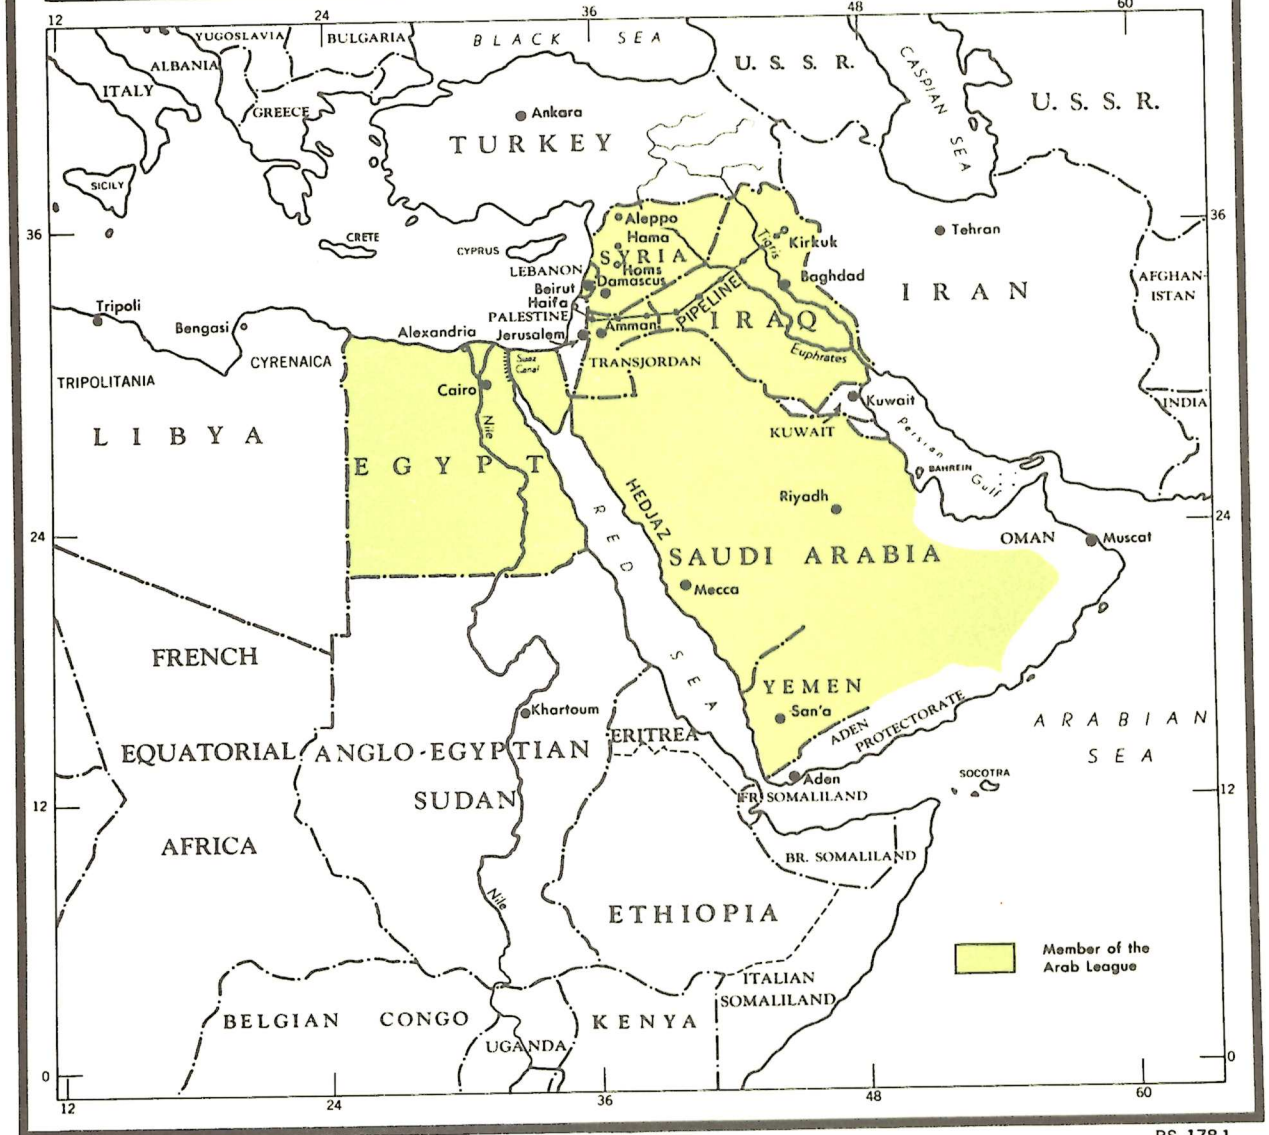 12 24 36 48 60
YUGOSLAVIA
BULGARIA
BLACK SEA
U. S. S. R.
CASPIAN SEA
U. S. S. R.
ALBANIA
ITALY
GREECE
Ankara
TURKEY
SICILY
CRETE
CYPRUS
36
36
Aleppo
Hama
SYRIA
Homs
Tigris
Kirkuk
Tehran
LEBANON
Damascus
Beirut
Baghdad
Haifa
PIPELINE
IRAQ
IRAN
AFGHAN-
ISTAN
PALESTINE
Amman
Jerusalem
Tripoli
Bengasi
Alexandria
CYRENAICA
Suez
Canal
TRANSJORDAN
Euphrates
TRIPOLITANIA
Cairo
Kuwait
INDIA
LIBYA
Nile
KUWAIT
Persian Gulf
EGYPT
BAHREIN
HEDJAZ
Riyadh
24
24
RED SEA
OMAN
Muscat
SAUDI ARABIA
Mecca
FRENCH
YEMEN
San'a
Khartoum
ADEN
PROTECTORATE
ARABIAN
SEA
EQUATORIAL
ANGLO-EGYPTIAN
ERITREA
SUDAN
Aden
SOCOTRA
FR. SOMALILAND
12
12
AFRICA
BR. SOMALILAND
Nile
ETHIOPIA
Member of the
Arab League
ITALIAN
SOMALILAND
BELGIAN CONGO
KENYA
UGANDA
0
0
12 24 36 48 60